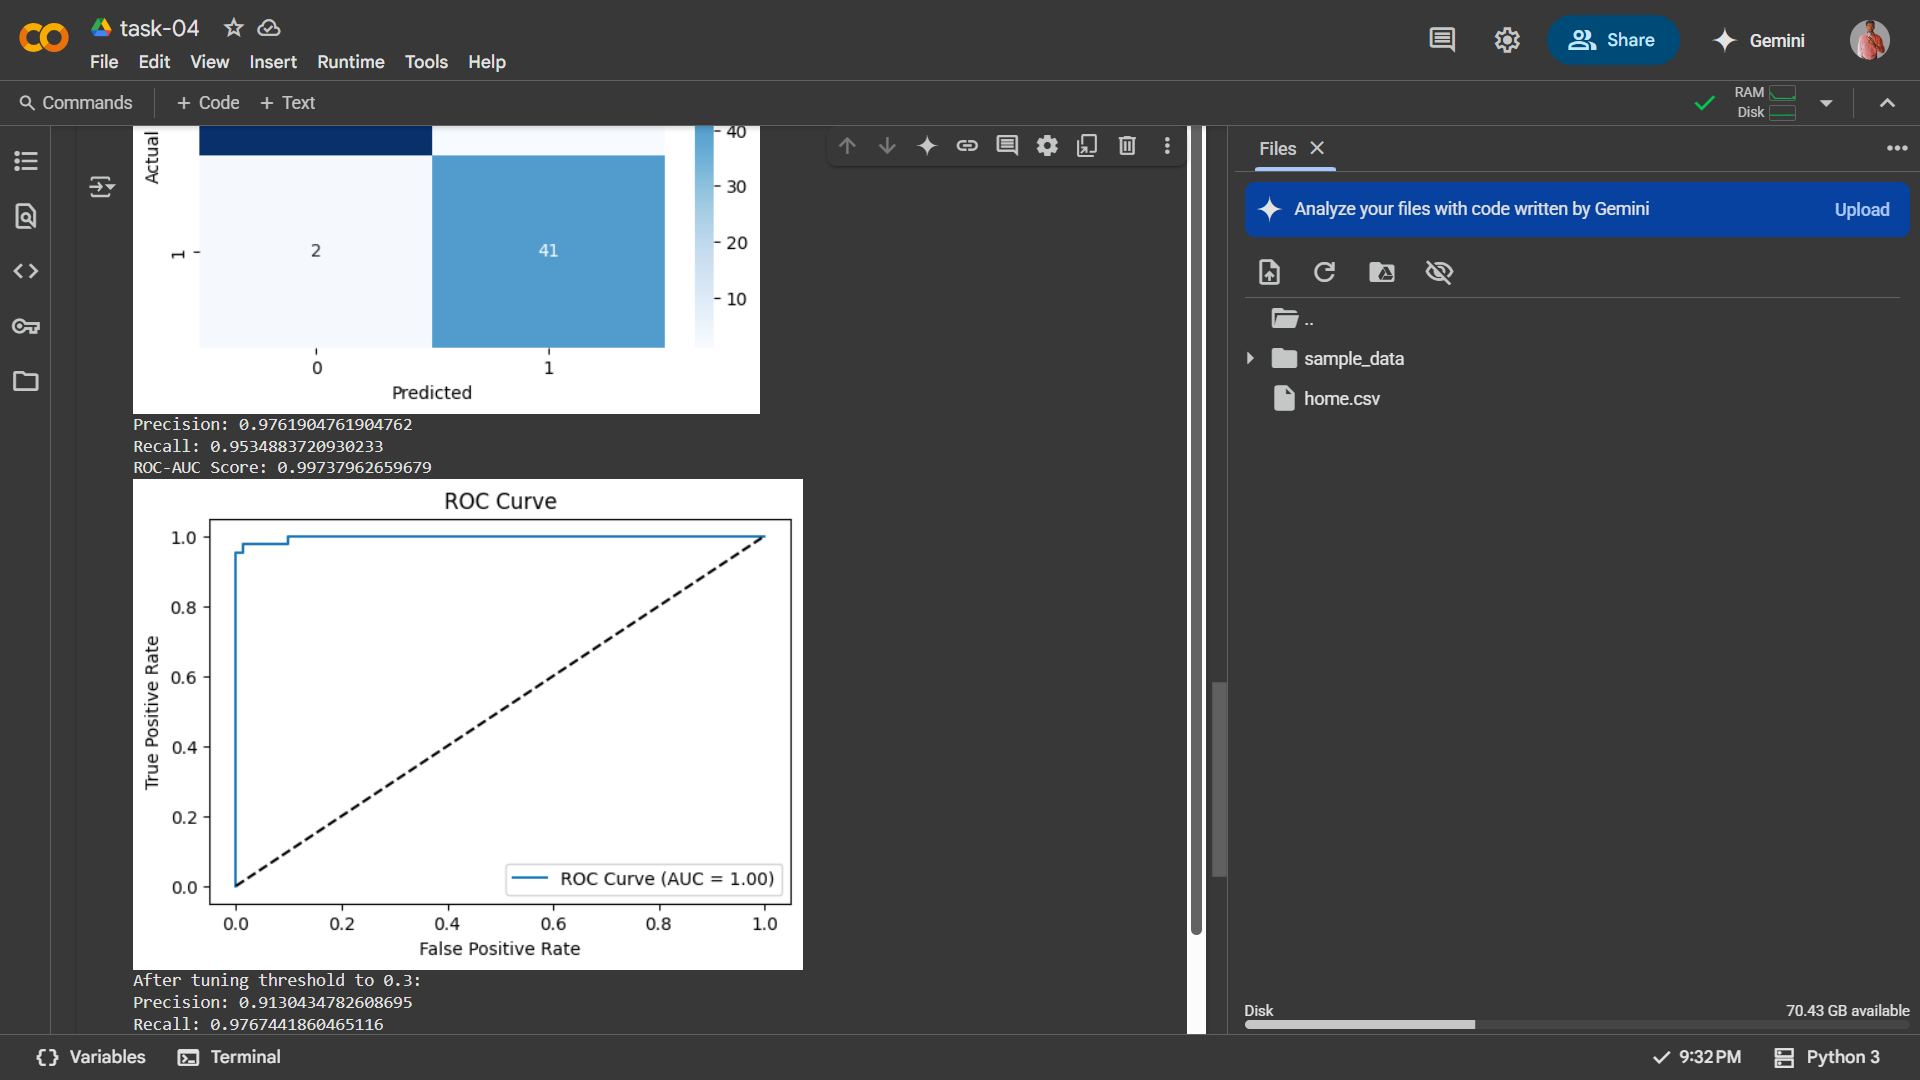 task-04
File Edit View Insert Runtime Tools Help
Share
Gemini
Commands
+ Code + Text
RAM
Disk
Actual
1
2
41
40
30
20
10
0 1
Predicted
Precision: 0.9761904761904762
Recall: 0.9534883720930233
ROC-AUC Score: 0.99737962659679
ROC Curve
True Positive Rate
1.0
0.8
0.6
0.4
0.2
0.0
ROC Curve (AUC = 1.00)
0.0 0.2 0.4 0.6 0.8 1.0
False Positive Rate
After tuning threshold to 0.3:
Precision: 0.9130434782608695
Recall: 0.9767441860465116
Files
Analyze your files with code written by Gemini
Upload
..
sample_data
home.csv
Disk
70.43 GB available
Variables
Terminal
9:32 PM
Python 3